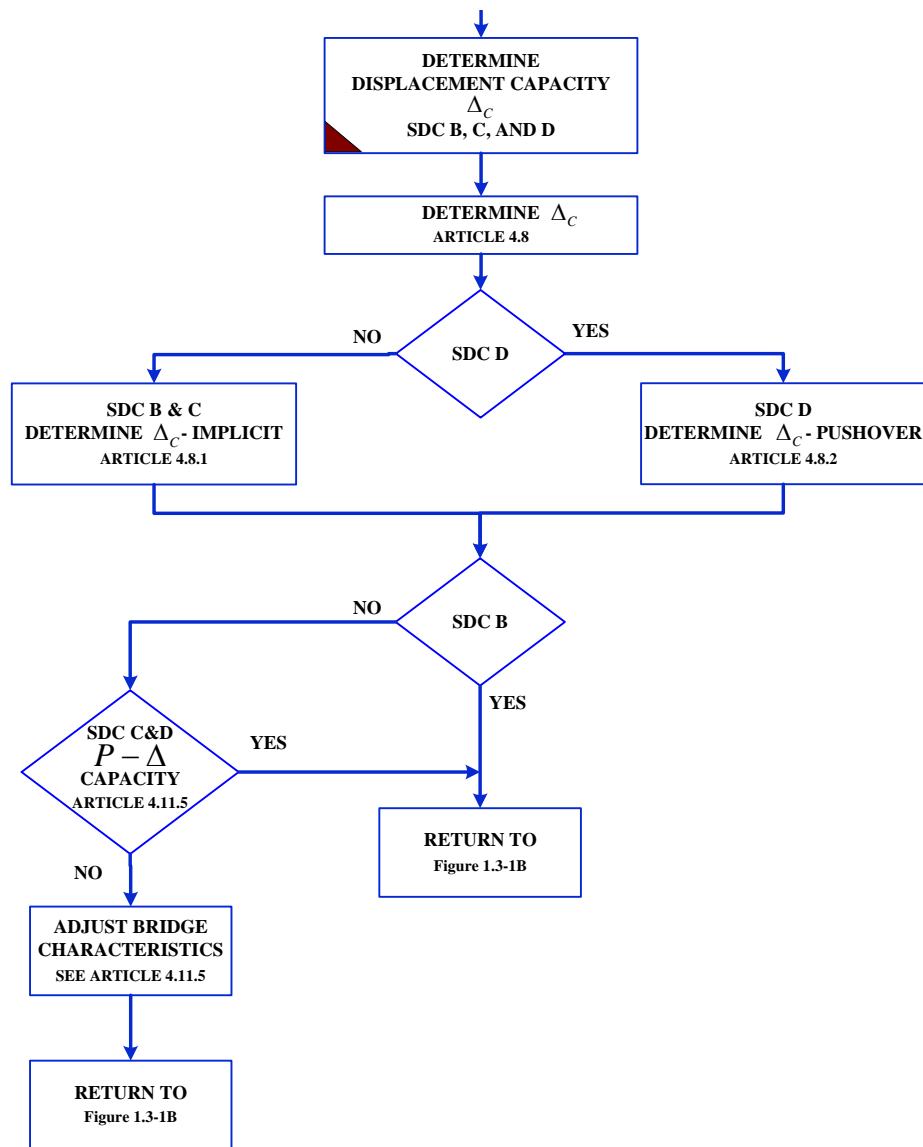 DETERMINE
DISPLACEMENT CAPACITY
Δ_C
SDC B, C, AND D
DETERMINE Δ_C
ARTICLE 4.8
NO
YES
SDC D
SDC B & C
DETERMINE Δ_C - IMPLICIT
ARTICLE 4.8.1
SDC D
DETERMINE Δ_C - PUSHOVER
ARTICLE 4.8.2
NO
SDC B
YES
SDC C&D
P − Δ
CAPACITY
ARTICLE 4.11.5
YES
NO
RETURN TO
Figure 1.3-1B
ADJUST BRIDGE
CHARACTERISTICS
SEE ARTICLE 4.11.5
RETURN TO
Figure 1.3-1B